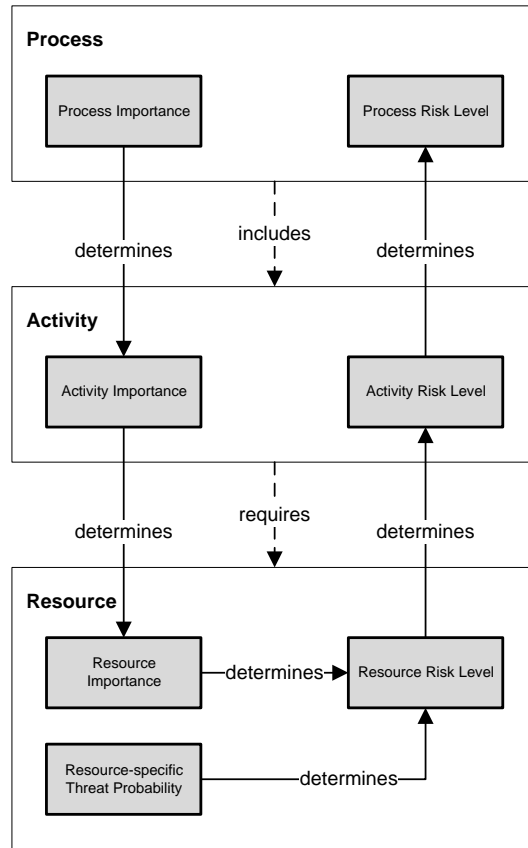 Process
Process Importance
Process Risk Level
determines
includes
determines
Activity
Activity Importance
Activity Risk Level
determines
requires
determines
Resource
Resource
Importance
determines
Resource Risk Level
Resource-specific
Threat Probability
determines